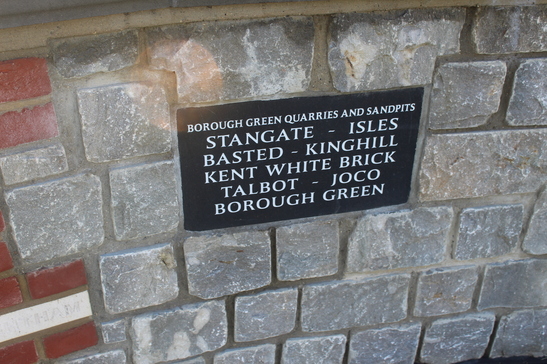 BOROUGH GREEN QUARRIES AND SANDPITS
STANGATE - ISLES
BASTED - KINGHILL
KENT WHITE BRICK
TALBOT - JOCO
BOROUGH GREEN